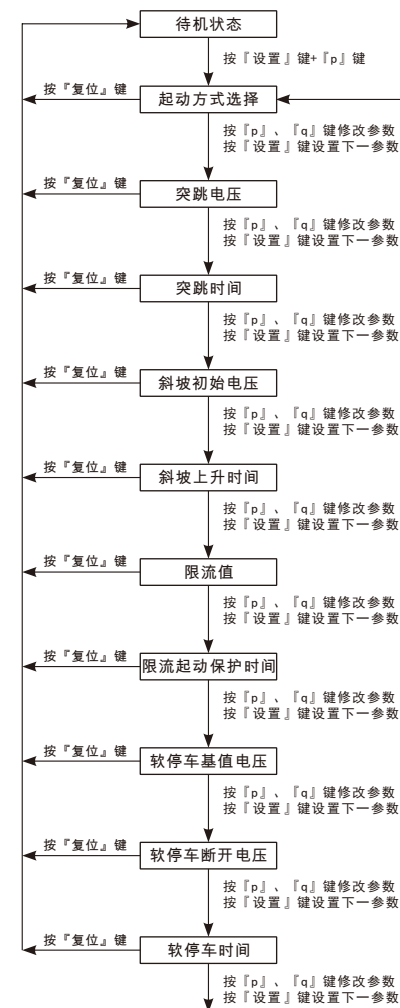 待机状态
按『设置』键+『p』键
按『复位』键
起动方式选择
按『p』、『q』键修改参数
按『设置』键设置下一参数
按『复位』键
突跳电压
按『p』、『q』键修改参数
按『设置』键设置下一参数
按『复位』键
突跳时间
按『p』、『q』键修改参数
按『设置』键设置下一参数
按『复位』键
斜坡初始电压
按『p』、『q』键修改参数
按『设置』键设置下一参数
按『复位』键
斜坡上升时间
按『p』、『q』键修改参数
按『设置』键设置下一参数
按『复位』键
限流值
按『p』、『q』键修改参数
按『设置』键设置下一参数
按『复位』键
限流起动保护时间
按『p』、『q』键修改参数
按『设置』键设置下一参数
按『复位』键
软停车基值电压
按『p』、『q』键修改参数
按『设置』键设置下一参数
按『复位』键
软停车断开电压
按『p』、『q』键修改参数
按『设置』键设置下一参数
按『复位』键
软停车时间
按『p』、『q』键修改参数
按『设置』键设置下一参数